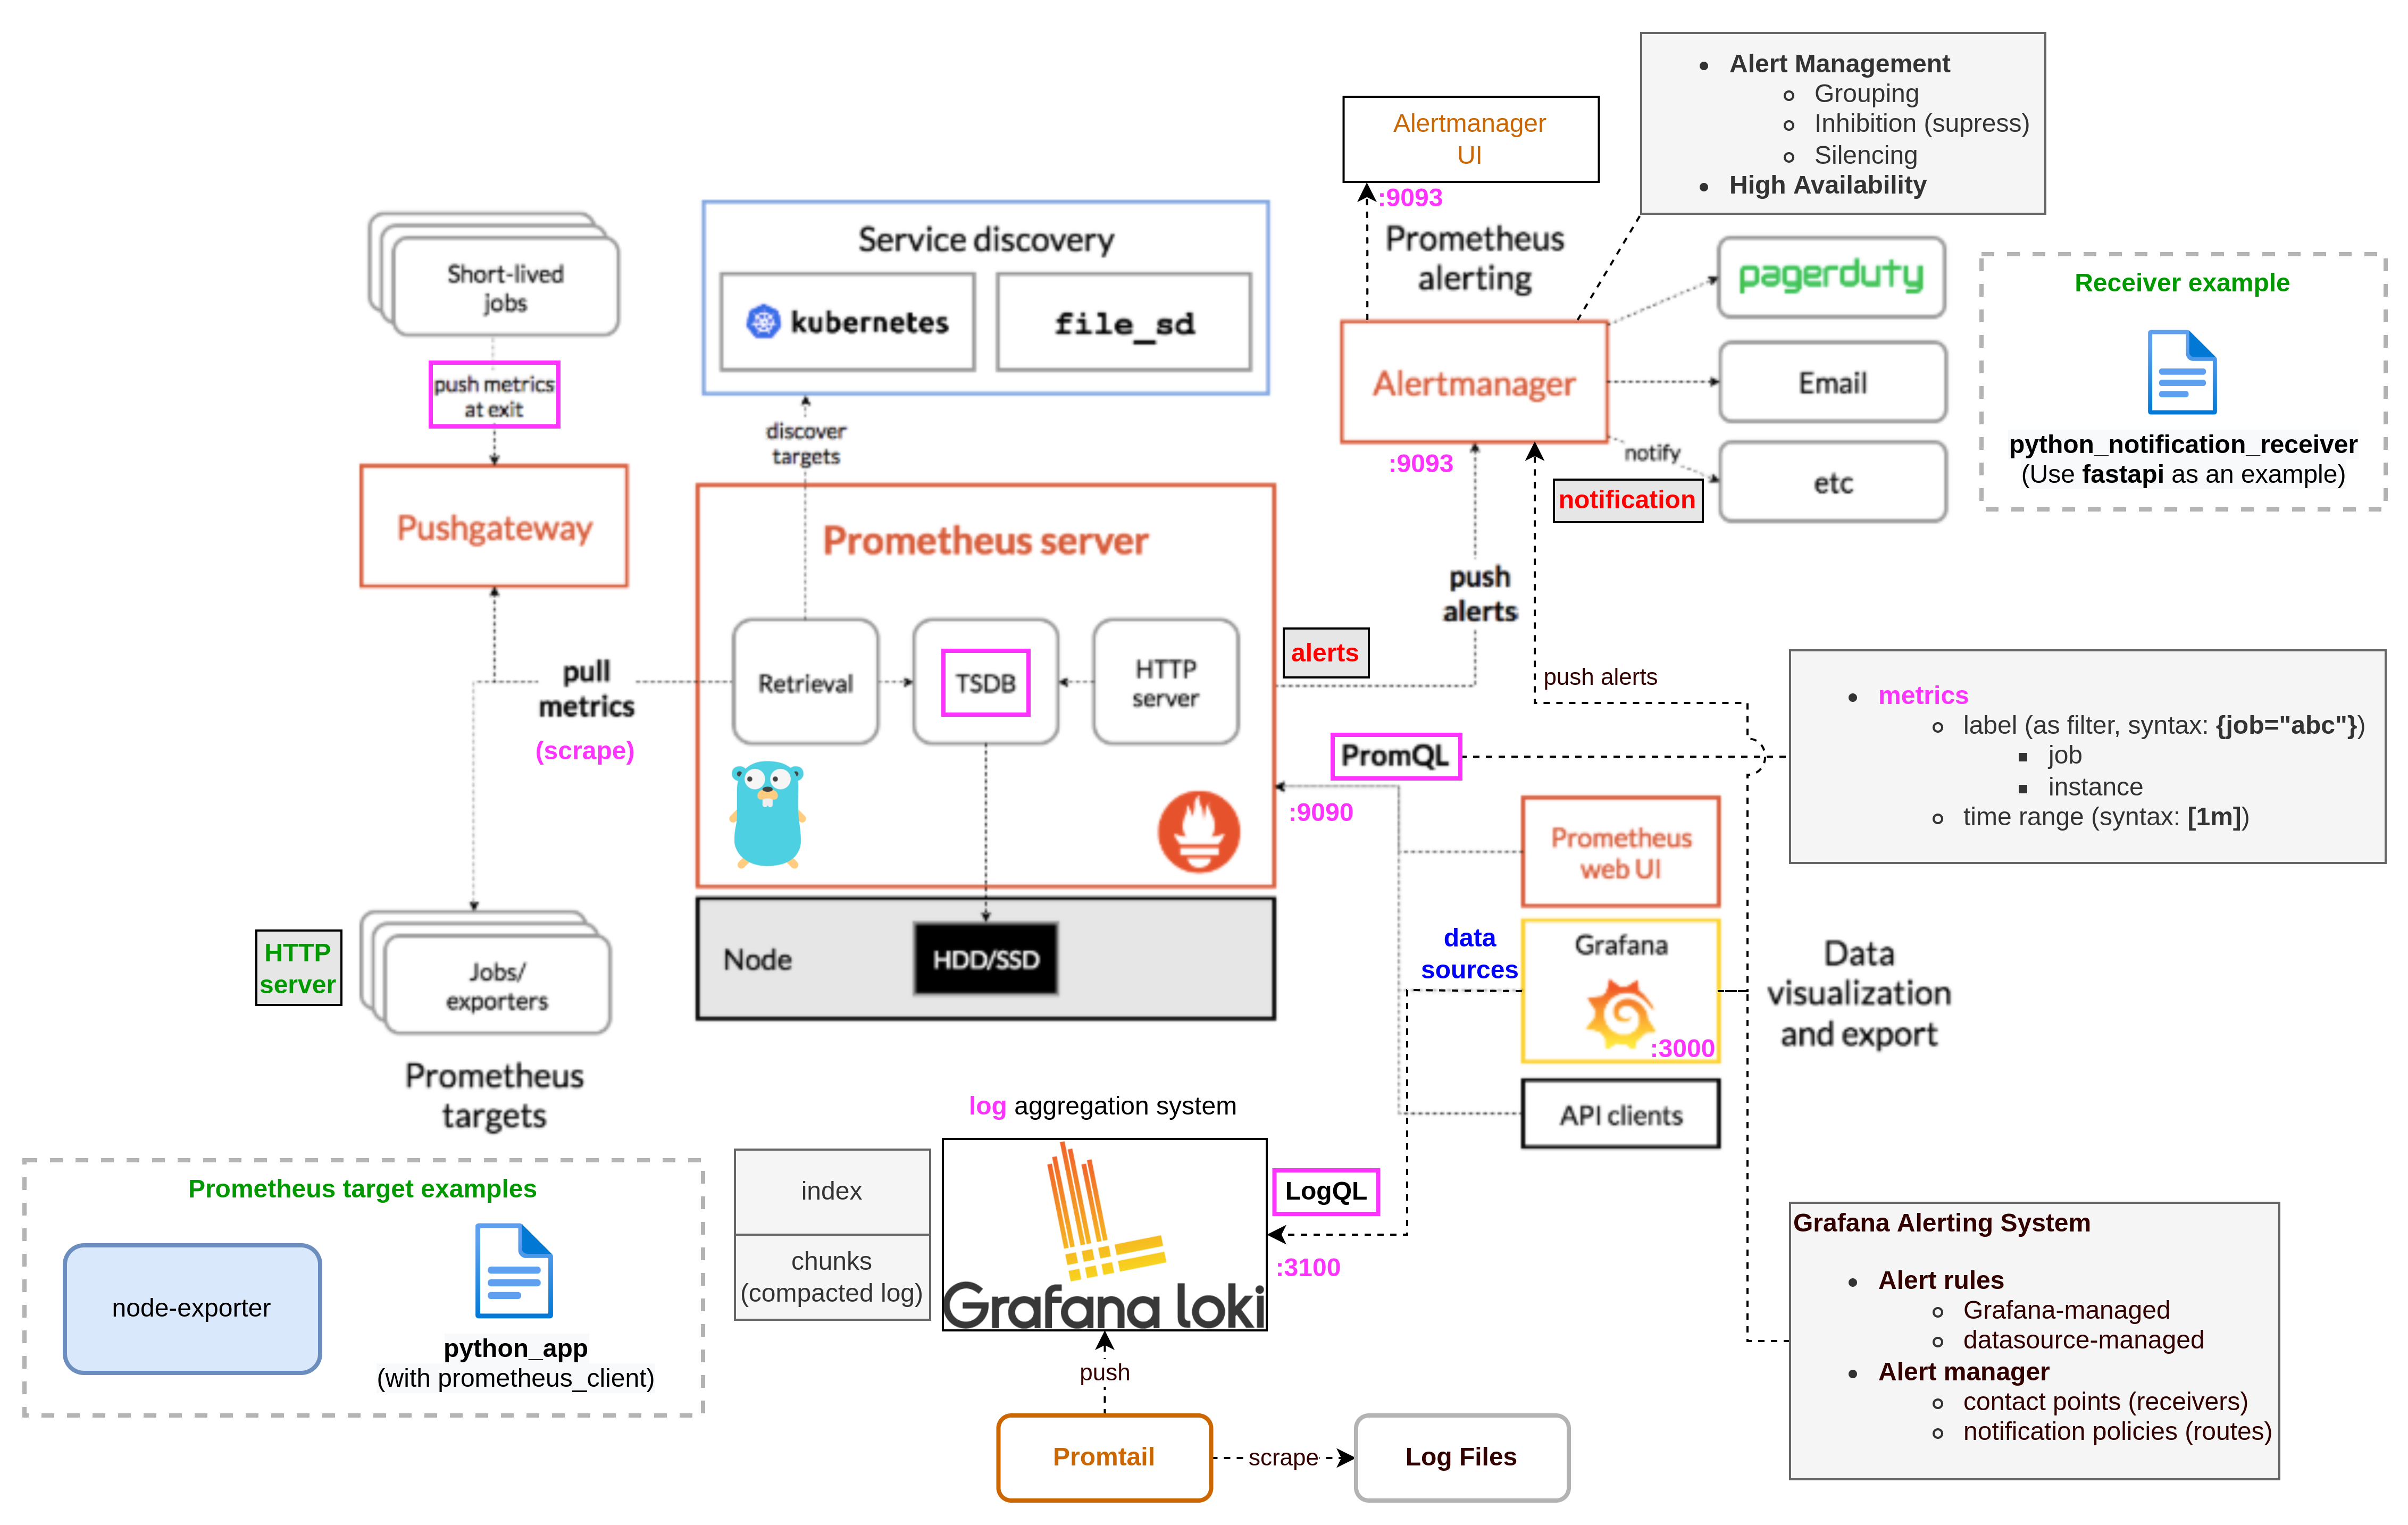 Alert Management
Grouping
Inhibition (supress)
Silencing
High Availability
Alertmanager
UI
:9093
Prometheus
alerting
Alertmanager
:9093
pagerduty
Email
etc
notify
notification
Receiver example
python_notification_receiver
(Use fastapi as an example)
Short-lived
jobs
push metrics
at exit
Pushgateway
Service discovery
kubernetes
file_sd
discover
targets
Prometheus server
Retrieval
TSDB
HTTP
server
pull
metrics
(scrape)
alerts
push
alerts
push alerts
PromQL
:9090
metrics
label (as filter, syntax: {job="abc"})
job
instance
time range (syntax: [1m])
Prometheus
web UI
data
sources
Grafana
:3000
API clients
Data
visualization
and export
Node
HDD/SSD
HTTP
server
Jobs/
exporters
Prometheus
targets
Prometheus target examples
node-exporter
python_app
(with prometheus_client)
log aggregation system
index
chunks
(compacted log)
Grafana loki
LogQL
:3100
push
Promtail
scrape
Log Files
Grafana Alerting System
Alert rules
Grafana-managed
datasource-managed
Alert manager
contact points (receivers)
notification policies (routes)